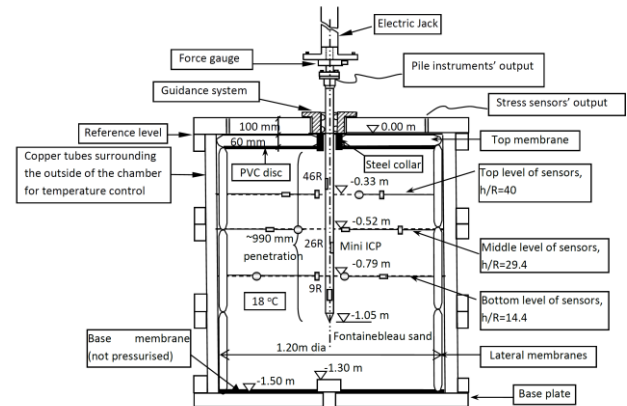 Electric Jack
Force gauge
Pile instruments' output
Guidance system
Stress sensors' output
100 mm
0.00 m
Reference level
60 mm
Top membrane
Copper tubes surrounding
the outside of the chamber
for temperature control
PVC disc
Steel collar
46R
-0.33 m
Top level of sensors,
h/R=40
-0.52 m
~990 mm
penetration
26R
Mini ICP
Middle level of sensors,
h/R=29.4
-0.79 m
18 °C
9R
Bottom level of sensors,
h/R=14.4
-1.05 m
Fontainebleau sand
Base membrane
(not pressurised)
1.20m dia
Lateral membranes
-1.30 m
-1.50 m
Base plate